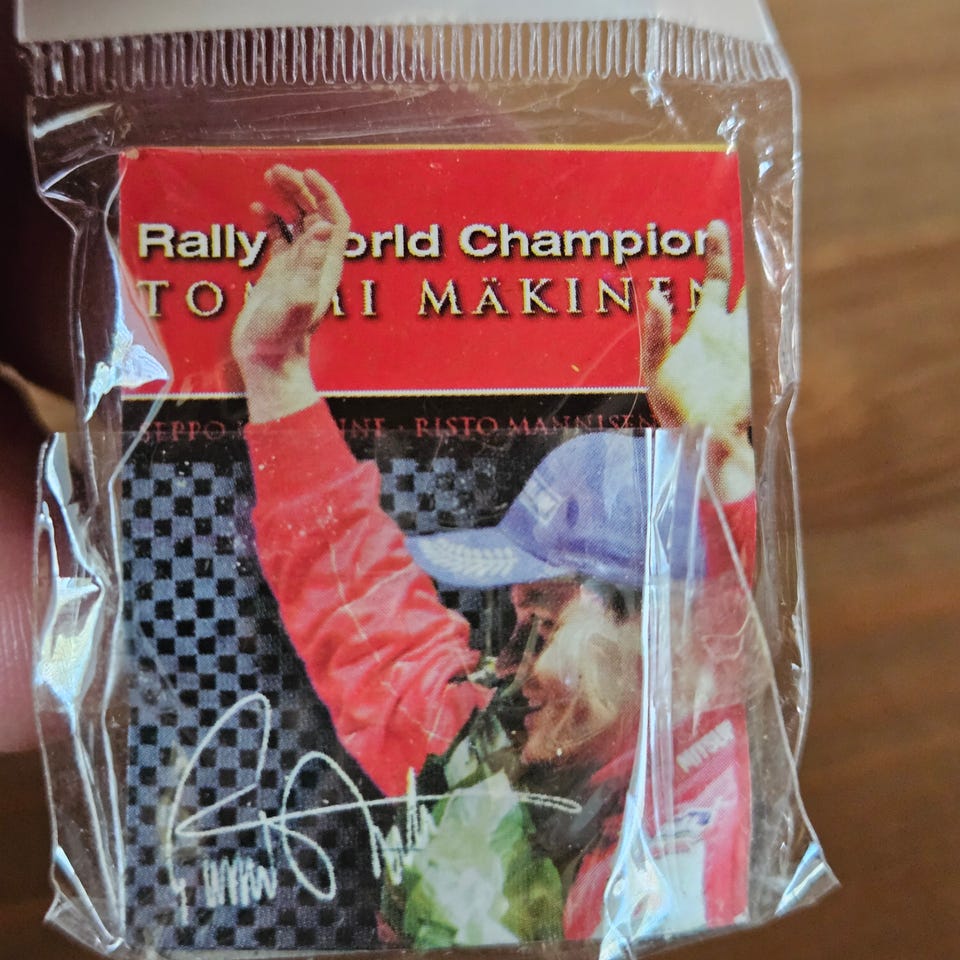 Rally World Champion
TOMMI MÄKINEN
SEPPO · RISTO MANNISEN